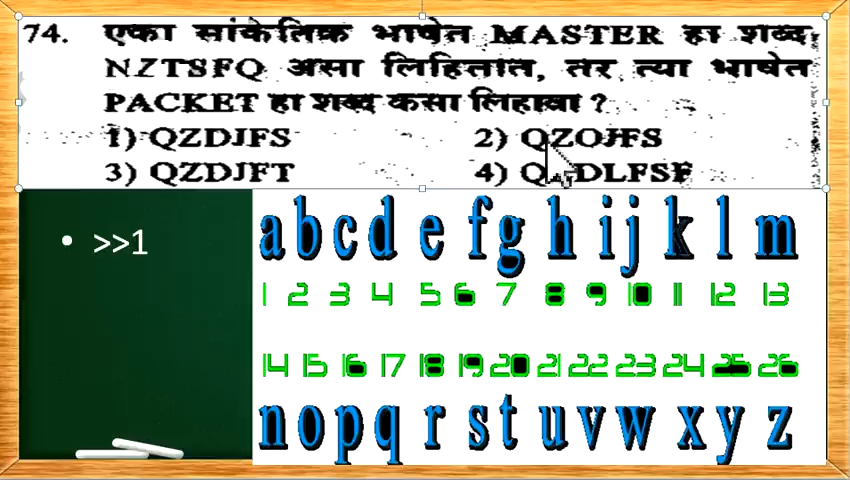 74. एका सांकेतिक भाषेत MASTER हा शब्द
NZTSFQ असा लिहितात, तर त्या भाषेत
PACKET हा शब्द कसा लिहावा ?
1) QZDJFS 2) QZOJFS
3) QZDJFT 4) DLFSF
• >>1
a b c d e f g h i j k l m
1 2 3 4 5 6 7 8 9 10 11 12 13
14 15 16 17 18 19 20 21 22 23 24 25 26
n o p q r s t u v w x y z